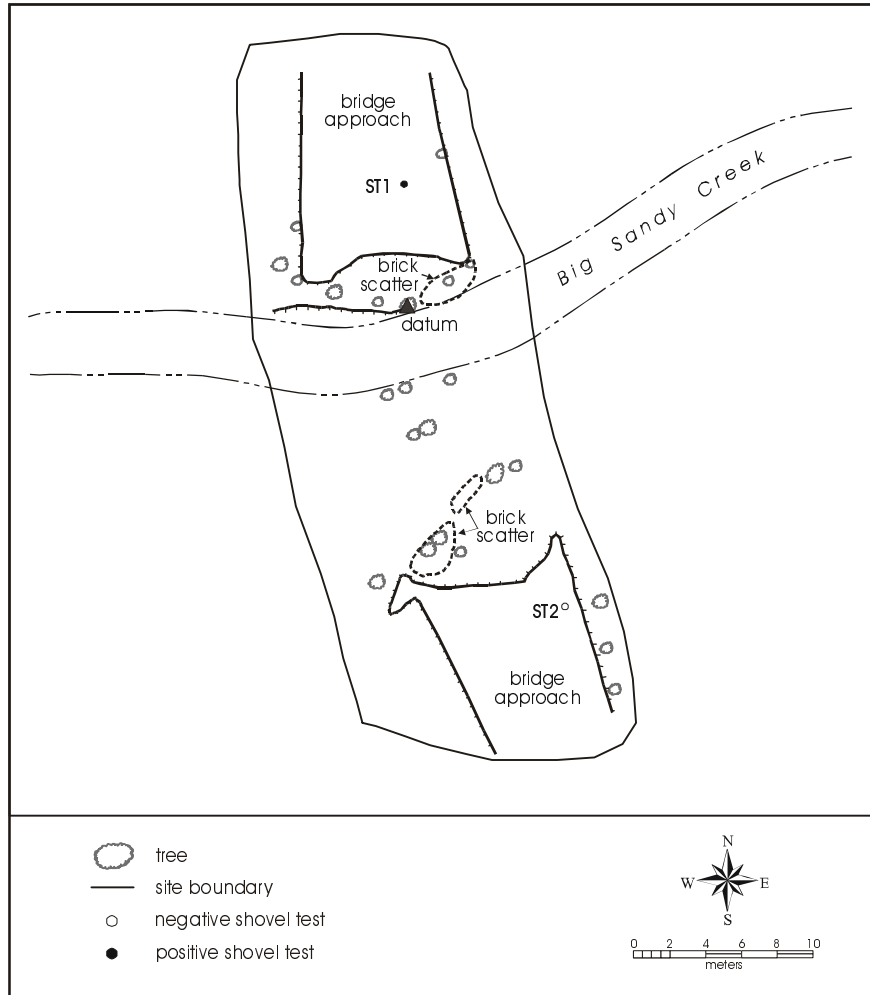 bridge
approach
ST1
Big Sandy Creek
brick
scatter
datum
brick
scatter
ST2
bridge
approach
tree
site boundary
negative shovel test
positive shovel test
N
W E
S
0 2 4 6 8 10
meters